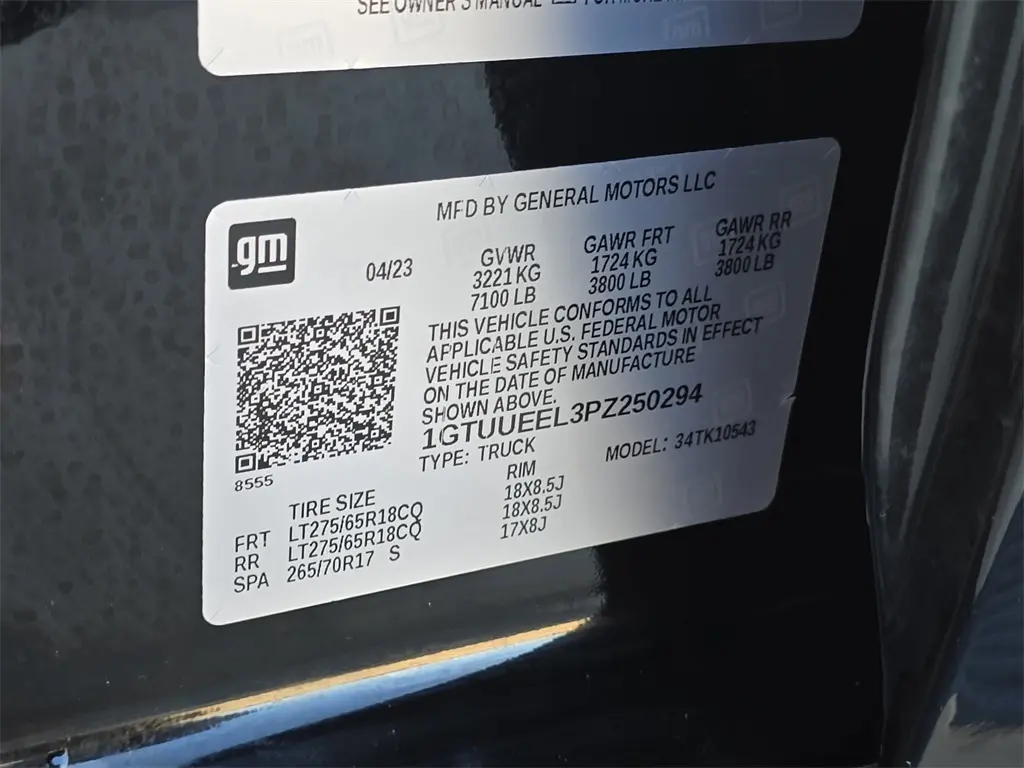 SEE OWNER'S MANUAL
gm
MFD BY GENERAL MOTORS LLC
04/23
GVWR GAWR FRT GAWR RR
3221 KG 1724 KG 1724 KG
7100 LB 3800 LB 3800 LB
THIS VEHICLE CONFORMS TO ALL
APPLICABLE U.S. FEDERAL MOTOR
VEHICLE SAFETY STANDARDS IN EFFECT
ON THE DATE OF MANUFACTURE
SHOWN ABOVE.
1GTUUEEL3PZ250294
TYPE: TRUCK MODEL: 34TK10543
8555
TIRE SIZE RIM
FRT LT275/65R18CQ 18X8.5J
RR LT275/65R18CQ 18X8.5J
SPA 265/70R17 S 17X8J